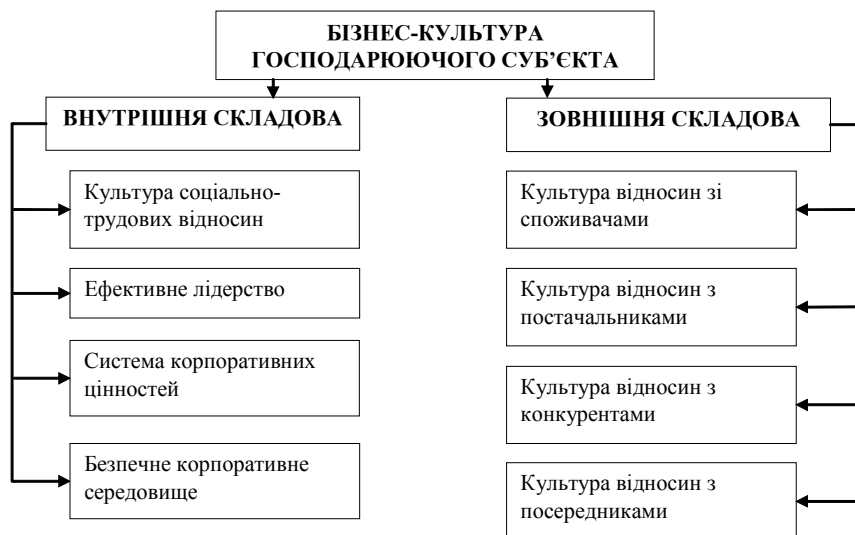 БІЗНЕС-КУЛЬТУРА
ГОСПОДАРЮЮЧОГО СУБ’ЄКТА
ВНУТРІШНЯ СКЛАДОВА
Культура соціально-
трудових відносин
Ефективне лідерство
Система корпоративних
цінностей
Безпечне корпоративне
середовище
ЗОВНІШНЯ СКЛАДОВА
Культура відносин зі
споживачами
Культура відносин з
постачальниками
Культура відносин з
конкурентами
Культура відносин з
посередниками